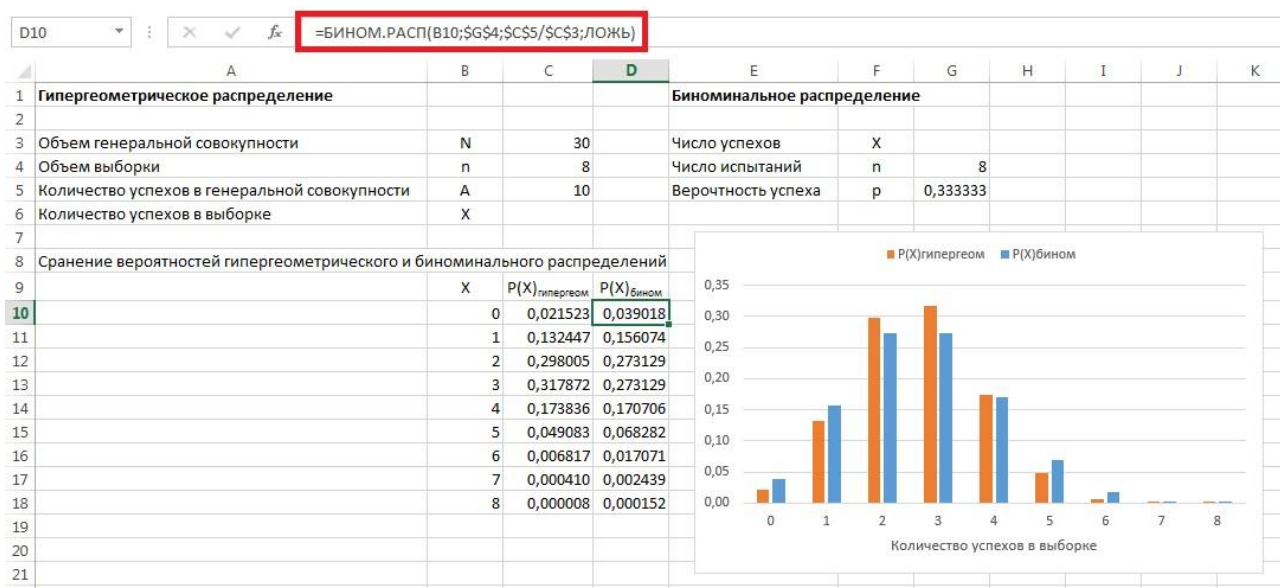 D10 fx =БИНОМ.РАСП(B10;$G$4;$C$5/$C$3;ЛОЖЬ)
A B C D E F G H I J K
1 Гипергеометрическое распределение Биноминальное распределение
2
3 Объем генеральной совокупности N 30 Число успехов X
4 Объем выборки n 8 Число испытаний n 8
5 Количество успехов в генеральной совокупности A 10 Верочтность успеха p 0,333333
6 Количество успехов в выборке X
7
8 Сранение вероятностей гипергеометрического и биноминального распределений
9 X P(X)гипергеом P(X)бином
10 0 0,021523 0,039018
11 1 0,132447 0,156074
12 2 0,298005 0,273129
13 3 0,317872 0,273129
14 4 0,173836 0,170706
15 5 0,049083 0,068282
16 6 0,006817 0,017071
17 7 0,000410 0,002439
18 8 0,000008 0,000152
19
20
21
P(X)гипергеом P(X)бином
0,35
0,30
0,25
0,20
0,15
0,10
0,05
0,00
0 1 2 3 4 5 6 7 8
Количество успехов в выборке